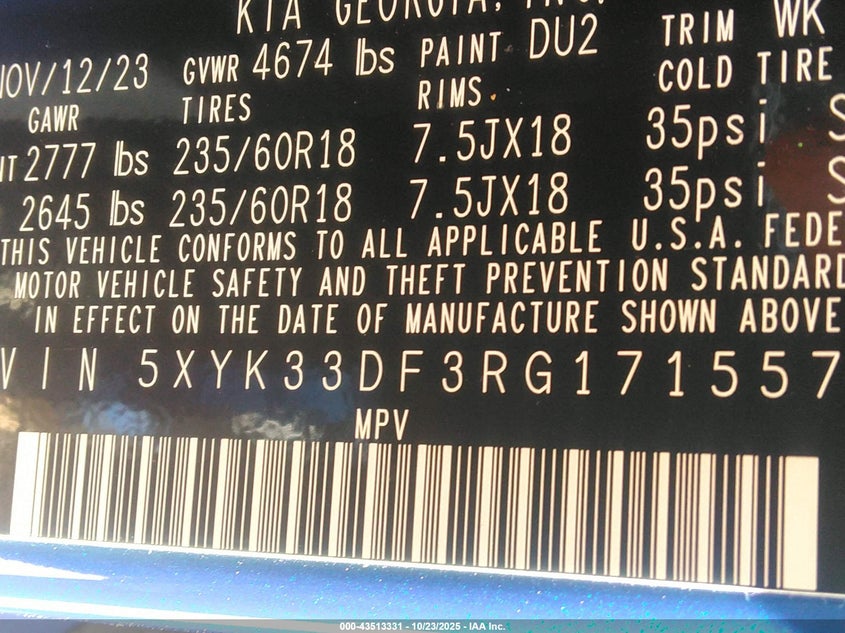 KIA GEORGIA, INC.
NOV/12/23 GVWR 4674 lbs PAINT DU2 TRIM WK
GAWR TIRES RIMS COLD TIRE
NT 2777 lbs 235/60R18 7.5JX18 35psi S
2645 lbs 235/60R18 7.5JX18 35psi S
THIS VEHICLE CONFORMS TO ALL APPLICABLE U.S.A. FEDE
MOTOR VEHICLE SAFETY AND THEFT PREVENTION STANDARD
IN EFFECT ON THE DATE OF MANUFACTURE SHOWN ABOVE
VIN 5XYK33DF3RG171557
MPV
000-43513331 - 10/23/2025 - IAA Inc.